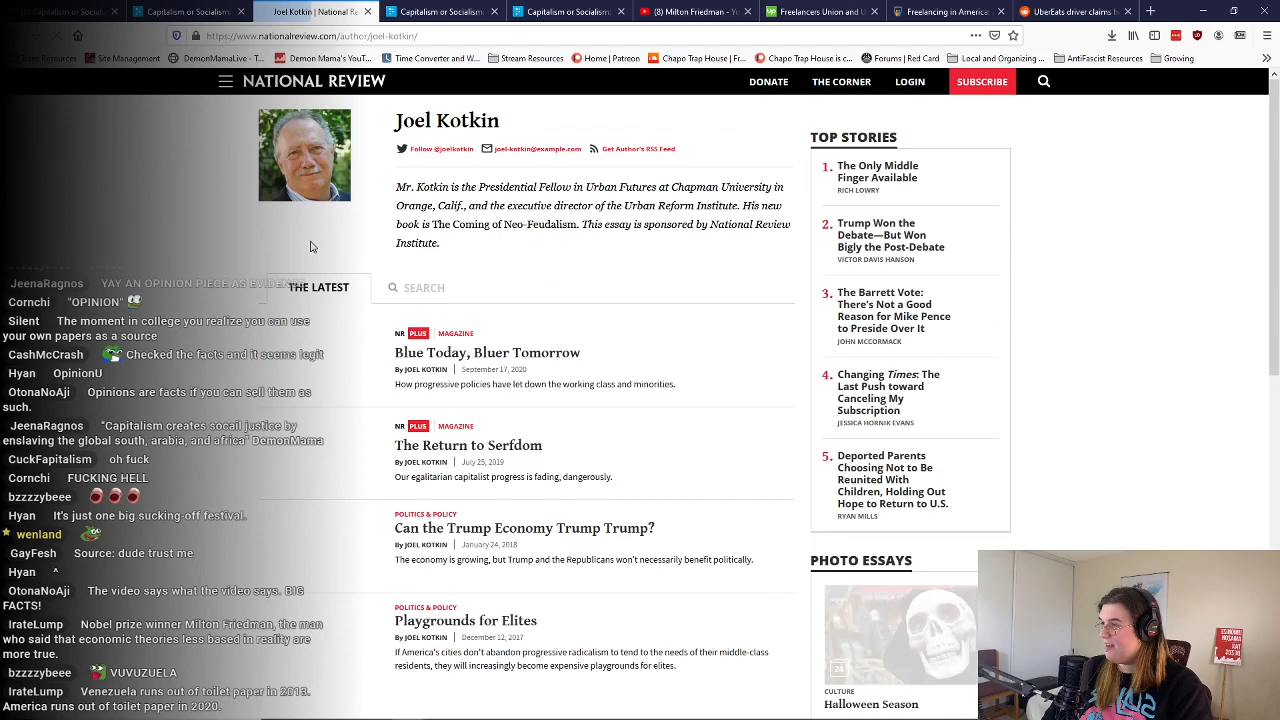 Capitalism or Socialism:
Joel Kotkin | National Rev
Capitalism or Socialism:
Capitalism or Socialism:
(8) Milton Friedman - Yo
Freelancers Union and U
Freelancing in America:
UberEats driver claims b
https://www.nationalreview.com/author/joel-kotkin/
Trans Resources
Site Management
DemonMamaLive - T...
Demon Mama's YouT...
Time Converter and W...
Stream Resources
Home | Patreon
Chapo Trap House | Fr...
Chapo Trap House is c...
Red Scare
Local and Organizing ...
AntiFascist Resources
Growing
NATIONAL REVIEW
DONATE
THE CORNER
LOGIN
SUBSCRIBE
Joel Kotkin
Follow @joelkotkin
joel-kotkin@example.com
Get Author's RSS Feed
Mr. Kotkin is the Presidential Fellow in Urban Futures at Chapman University in
Orange, Calif., and the executive director of the Urban Reform Institute. His new
book is The Coming of Neo-Feudalism. This essay is sponsored by National Review
Institute.
THE LATEST
SEARCH
NR PLUS MAGAZINE
Blue Today, Bluer Tomorrow
By JOEL KOTKIN September 17, 2020
How progressive policies have let down the working class and minorities.
NR PLUS MAGAZINE
The Return to Serfdom
By JOEL KOTKIN July 25, 2019
Our egalitarian capitalist progress is fading, dangerously.
POLITICS & POLICY
Can the Trump Economy Trump Trump?
By JOEL KOTKIN January 24, 2018
The economy is growing, but Trump and the Republicans won't necessarily benefit politically.
POLITICS & POLICY
Playgrounds for Elites
By JOEL KOTKIN December 12, 2017
If America's cities don't abandon progressive radicalism to tend to the needs of their middle-class
residents, they will increasingly become expensive playgrounds for elites.
TOP STORIES
1. The Only Middle
Finger Available
RICH LOWRY
2. Trump Won the
Debate—But Won
Bigly the Post-Debate
VICTOR DAVIS HANSON
3. The Barrett Vote:
There's Not a Good
Reason for Mike Pence
to Preside Over It
JOHN MCCORMACK
4. Changing Times: The
Last Push toward
Canceling My
Subscription
JESSICA HORNIK EVANS
5. Deported Parents
Choosing Not to Be
Reunited With
Children, Holding Out
Hope to Return to U.S.
RYAN MILLS
PHOTO ESSAYS
24
CULTURE
Halloween Season
JeenaRagnos YAY AN OPINION PIECE AS EVIDENCE
Cornchi "OPINION"
Silent The moment in college you realize you can use
your own papers as a source
CashMcCrash Checked the facts and it seems legit
Hyan OpinionU
OtonaNoAji Opinions are facts if you can sell them as
such.
JeenaRagnos "Capitalism creates socail justice by
enslaving the global south, arabia, and africe" DemonMama
CuckFapitalism oh fuck
Cornchi FUCKING HELL
bzzzzybeee
Hyan It's just one big sucking-off festival.
wenland
GayFesh Source: dude trust me
Hyan ^
OtonaNoAji The video says what the video says. BIG
FACTS!
IrateLump Nobel prize winner Milton Friedman, the man
who said that economic theories less based in reality are
more true.
bzzzzybeee VUVUZUELA
IrateLump Venezuela runs out of toilet paper in 2013.
America runs out of toilet paper in 2020.